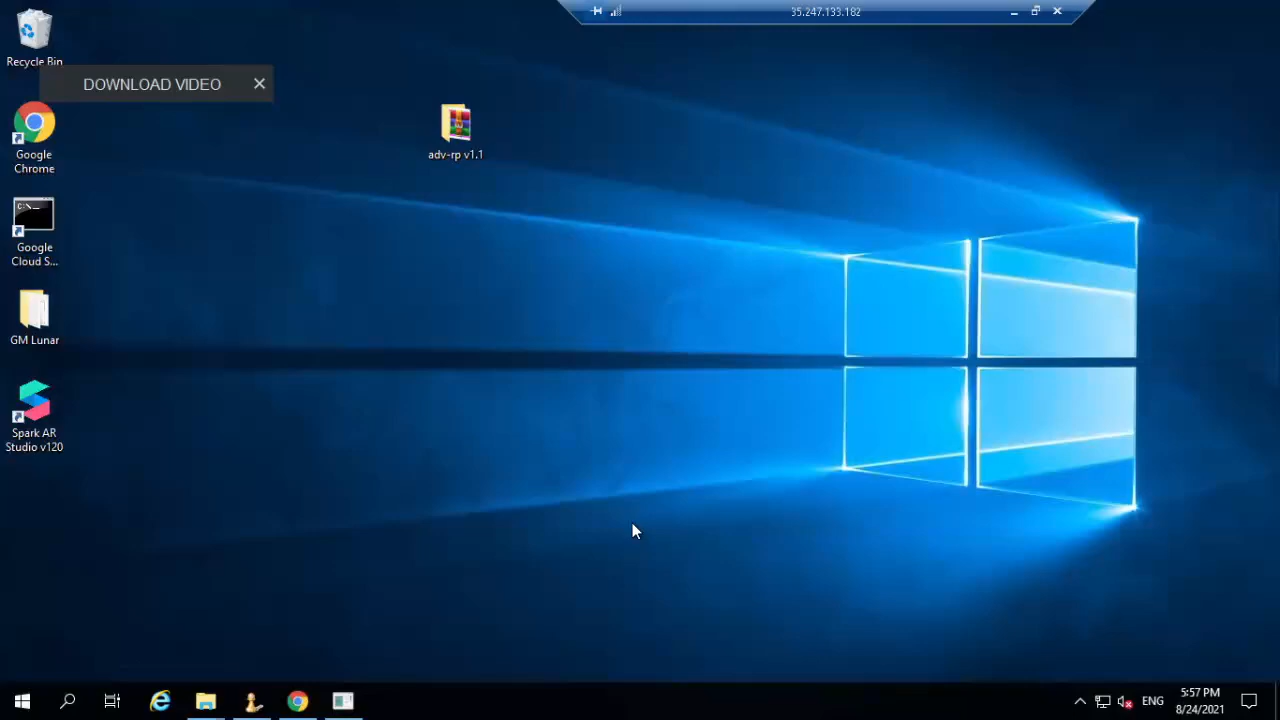 35.247.133.182
Recycle Bin
DOWNLOAD VIDEO
Google
Chrome
adv-rp v1.1
C:\
Google
Cloud S...
GM Lunar
Spark AR
Studio v120
ENG
5:57 PM
8/24/2021